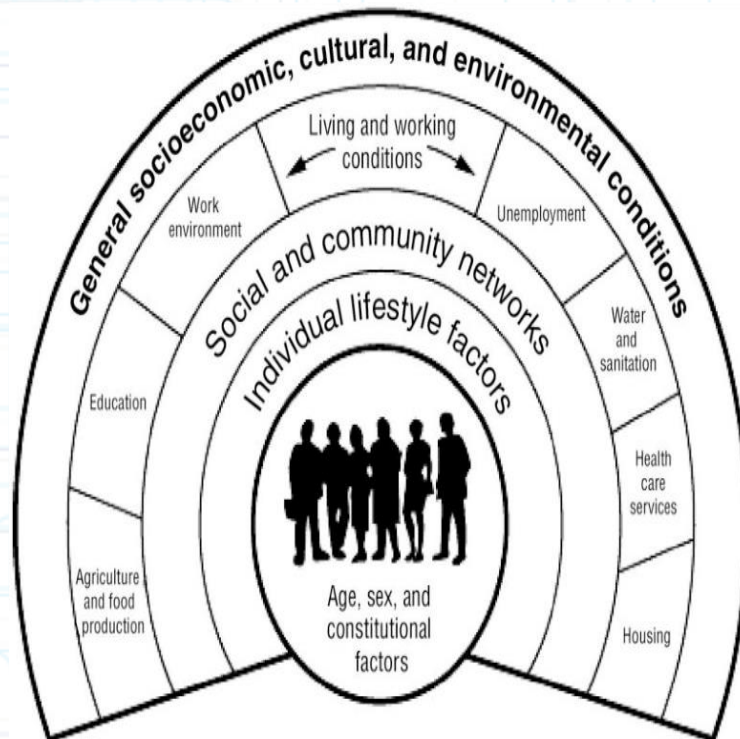 General socioeconomic, cultural, and environmental conditions
Living and working
conditions
Work
environment
Unemployment
Social and community networks
Individual lifestyle factors
Water
and
sanitation
Education
Health
care
services
Agriculture
and food
production
Housing
Age, sex, and
constitutional
factors